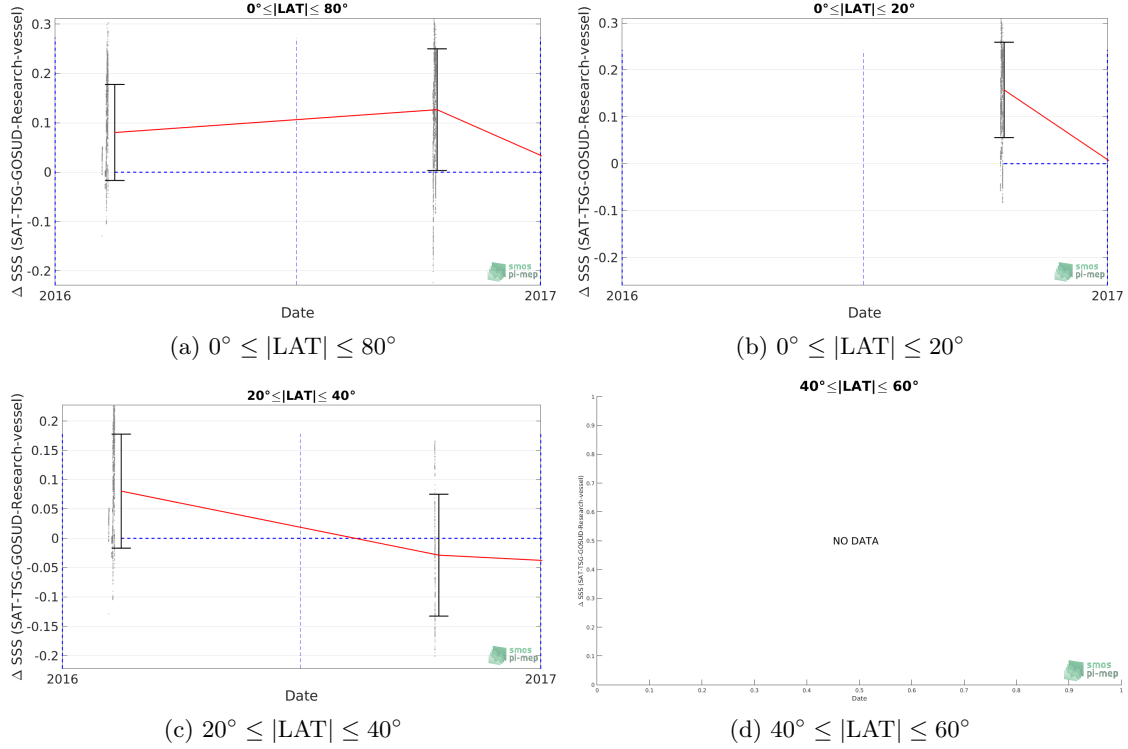 0°≤|LAT|≤ 80°
Δ SSS (SAT-TSG-GOSUD-Research-vessel)
0.3
0.2
0.1
0
-0.1
-0.2
2016
2017
Date
smos
pi-mep
(a) 0° ≤ |LAT| ≤ 80°
0°≤|LAT|≤ 20°
Δ SSS (SAT-TSG-GOSUD-Research-vessel)
0.3
0.2
0.1
0
-0.1
-0.2
2016
2017
Date
smos
pi-mep
(b) 0° ≤ |LAT| ≤ 20°
20°≤|LAT|≤ 40°
Δ SSS (SAT-TSG-GOSUD-Research-vessel)
0.2
0.15
0.1
0.05
0
-0.05
-0.1
-0.15
-0.2
2016
2017
Date
smos
pi-mep
(c) 20° ≤ |LAT| ≤ 40°
40°≤|LAT|≤ 60°
Δ SSS (SAT-TSG-GOSUD-Research-vessel)
1
0.9
0.8
0.7
0.6
0.5
0.4
0.3
0.2
0.1
0
NO DATA
0 0.1 0.2 0.3 0.4 0.5 0.6 0.7 0.8 0.9 1
Date
smos
pi-mep
(d) 40° ≤ |LAT| ≤ 60°